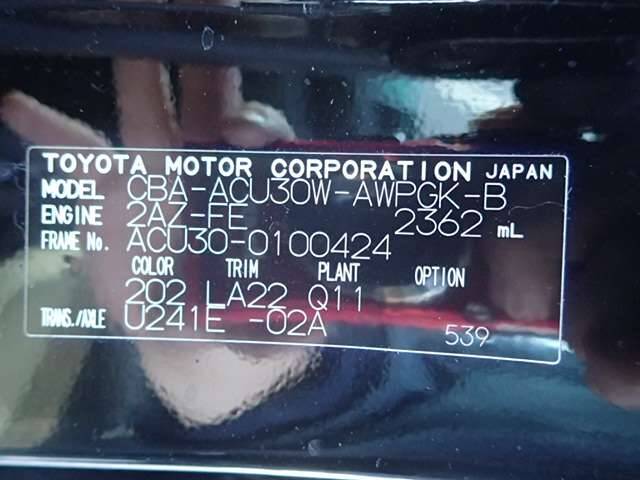 TOYOTA MOTOR CORPORATION JAPAN
MODEL CBA-ACU30W-AWPGK-B
ENGINE 2AZ-FE 2362 mL
FRAME No. ACU30-0100424
COLOR TRIM PLANT OPTION
202 LA22 Q11
TRANS./AXLE U241E -02A
539